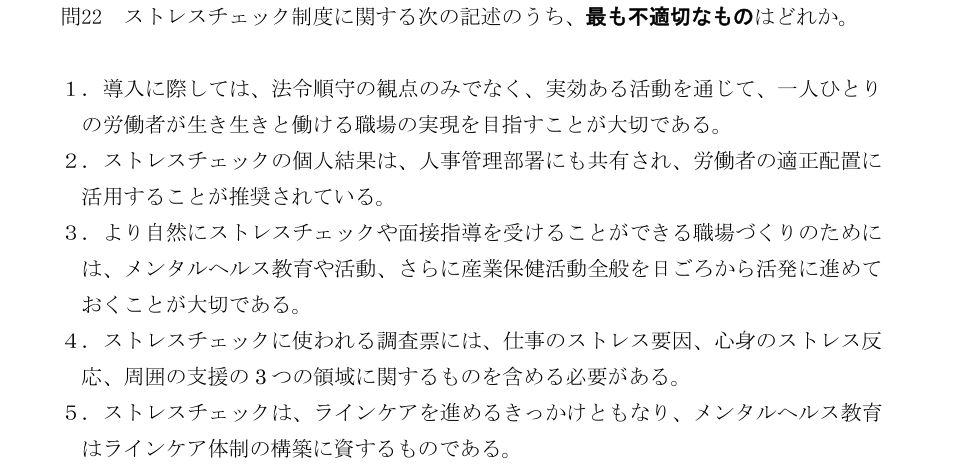 問22　ストレスチェック制度に関する次の記述のうち、最も不適切なものはどれか。
１．導入に際しては、法令順守の観点のみでなく、実効ある活動を通じて、一人ひとり
の労働者が生き生きと働ける職場の実現を目指すことが大切である。
２．ストレスチェックの個人結果は、人事管理部署にも共有され、労働者の適正配置に
活用することが推奨されている。
３．より自然にストレスチェックや面接指導を受けることができる職場づくりのために
は、メンタルヘルス教育や活動、さらに産業保健活動全般を日ごろから活発に進めて
おくことが大切である。
４．ストレスチェックに使われる調査票には、仕事のストレス要因、心身のストレス反
応、周囲の支援の３つの領域に関するものを含める必要がある。
５．ストレスチェックは、ラインケアを進めるきっかけともなり、メンタルヘルス教育
はラインケア体制の構築に資するものである。